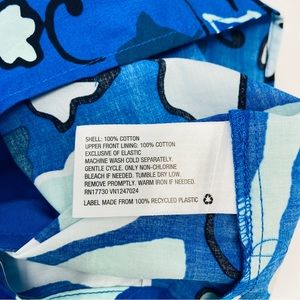 SHELL: 100% COTTON
UPPER FRONT LINING: 100% COTTON
EXCLUSIVE OF ELASTIC
MACHINE WASH COLD SEPARATELY.
GENTLE CYCLE. ONLY NON-CHLORINE
BLEACH IF NEEDED. TUMBLE DRY LOW.
REMOVE PROMPTLY. WARM IRON IF NEEDED.
RN17730 VN1247024
LABEL MADE FROM 100% RECYCLED PLASTIC